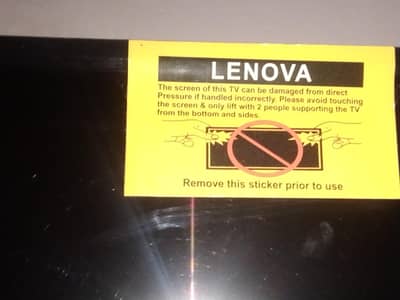 LENOVA
The screen of this TV can be damaged from direct
Pressure if handled incorrectly. Please avoid touching
the screen & only lift with 2 people supporting the TV
from the bottom and sides.
Remove this sticker prior to use